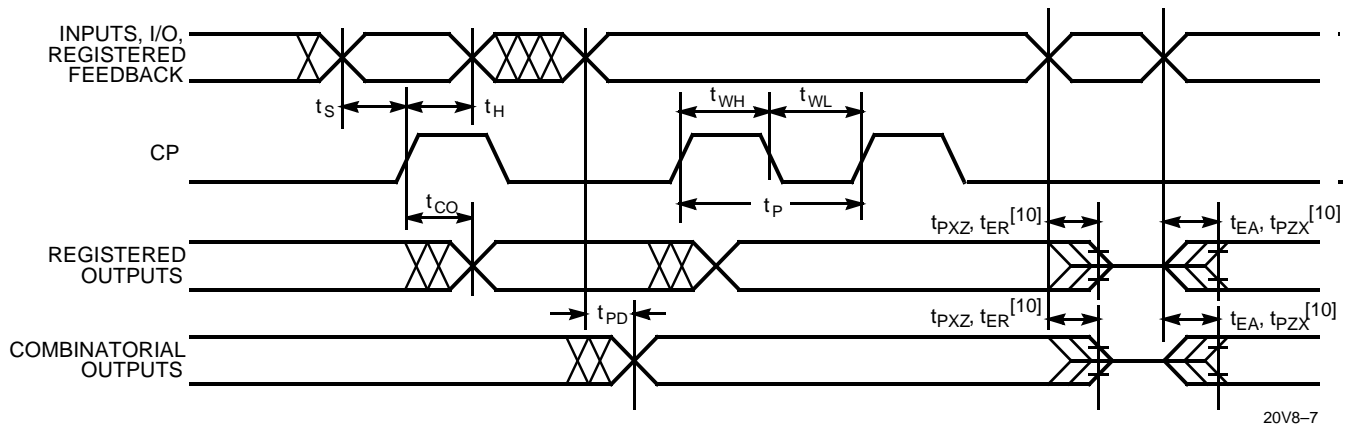 INPUTS, I/O,
REGISTERED
FEEDBACK
tS
tH
tWH
tWL
CP
tCO
tP
tPXZ, tER[10]
tEA, tPZX[10]
REGISTERED
OUTPUTS
tPD
tPXZ, tER[10]
tEA, tPZX[10]
COMBINATORIAL
OUTPUTS
20V8–7